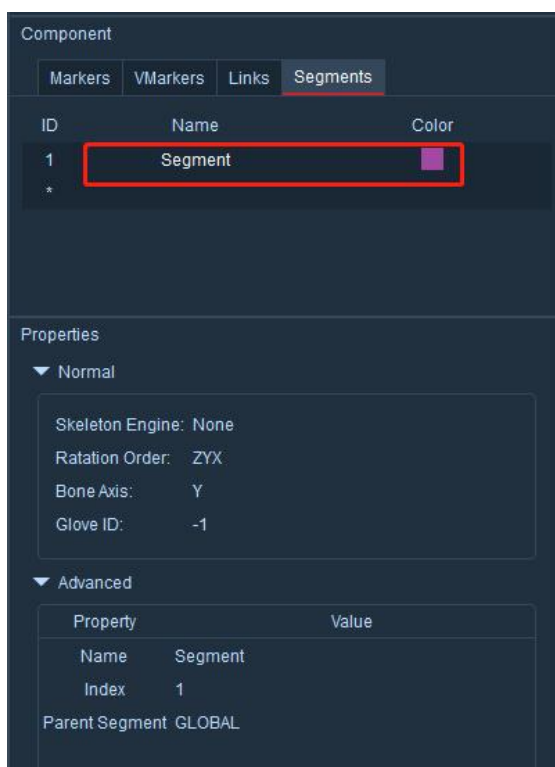 Component
Markers VMarkers Links Segments
ID Name Color
1 Segment
*
Properties
Normal
Skeleton Engine: None
Ratation Order: ZYX
Bone Axis: Y
Glove ID: -1
Advanced
Property Value
Name Segment
Index 1
Parent Segment GLOBAL